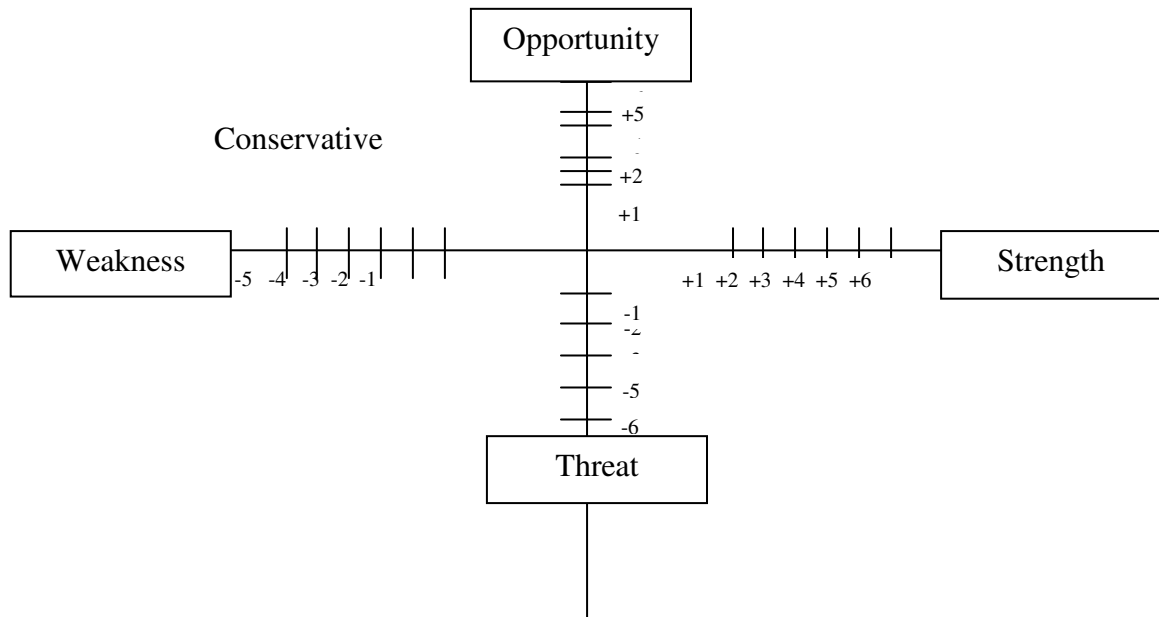 Opportunity
+5
Conservative
+2
+1
Weakness
-5 -4 -3 -2 -1
+1 +2 +3 +4 +5 +6
Strength
-1
-2
-5
-6
Threat